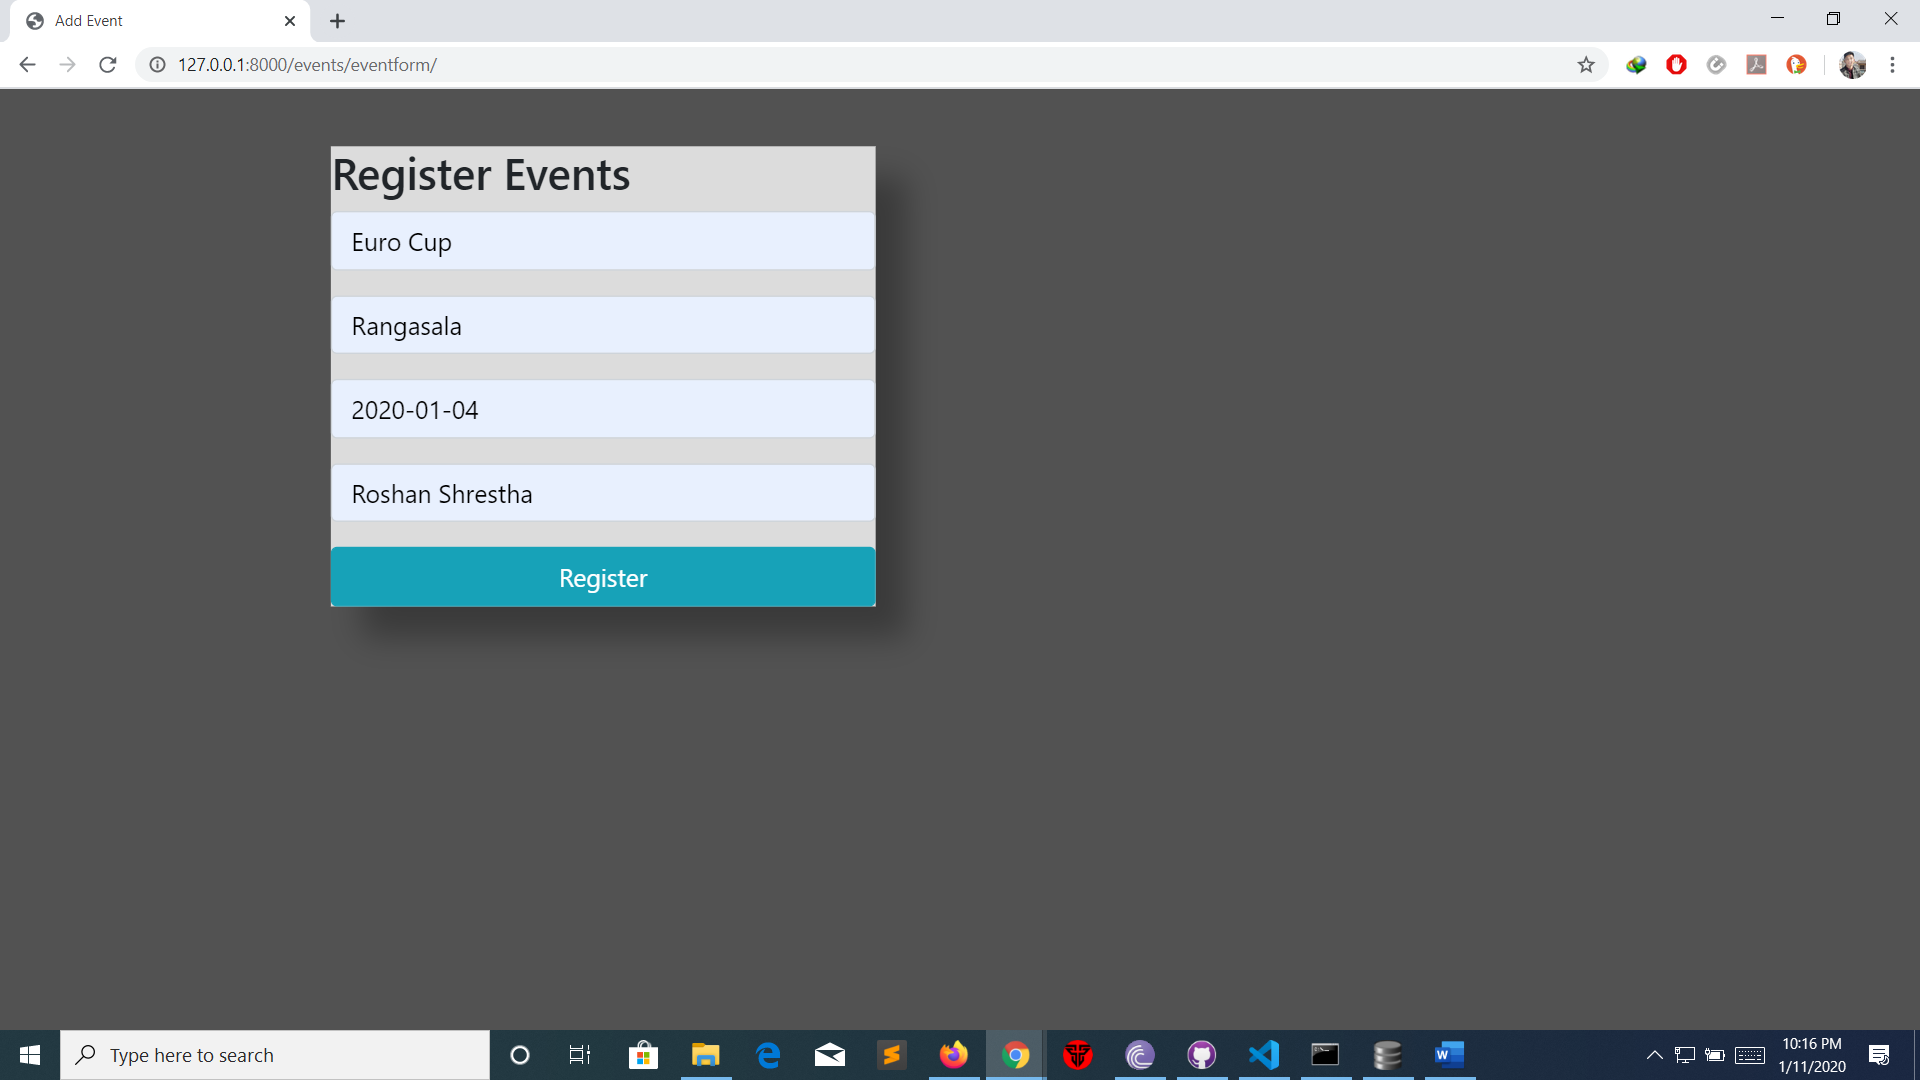 Add Event
127.0.0.1:8000/events/eventform/
Register Events
Euro Cup
Rangasala
2020-01-04
Roshan Shrestha
Register
Type here to search
10:16 PM
1/11/2020